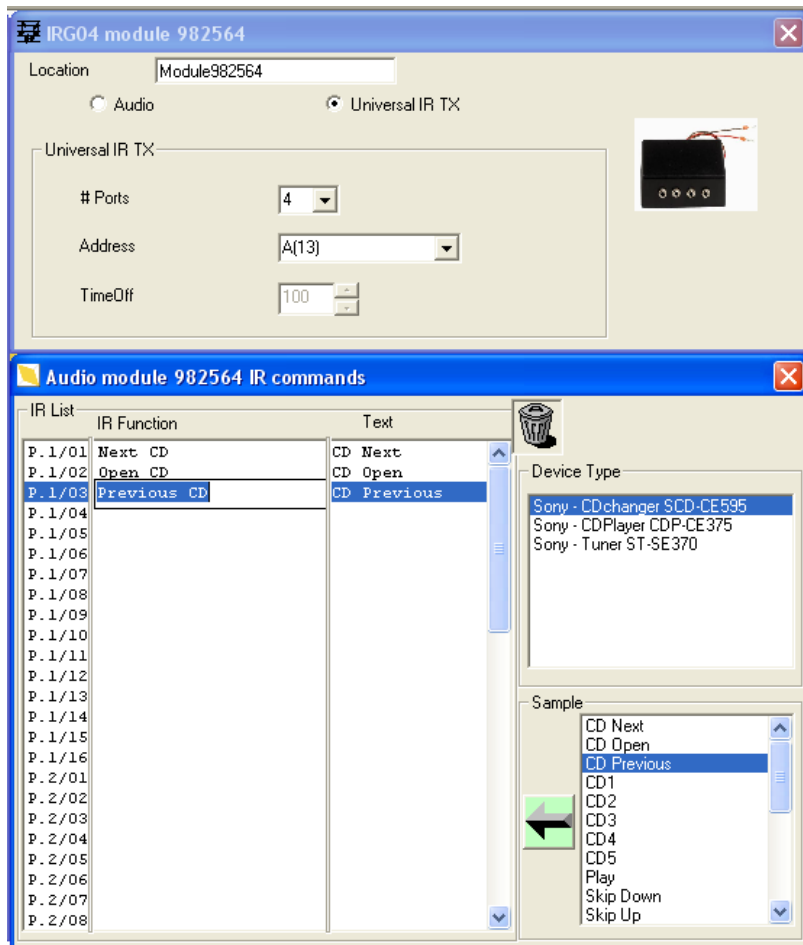 IRG04 module 982564
Location Module982564
Audio Universal IR TX
Universal IR TX
# Ports 4
Address A(13)
TimeOff 100
Audio module 982564 IR commands
IR List
IR Function Text
P.1/01 Next CD CD Next
P.1/02 Open CD CD Open
P.1/03 Previous CD CD Previous
P.1/04
P.1/05
P.1/06
P.1/07
P.1/08
P.1/09
P.1/10
P.1/11
P.1/12
P.1/13
P.1/14
P.1/15
P.1/16
P.2/01
P.2/02
P.2/03
P.2/04
P.2/05
P.2/06
P.2/07
P.2/08
Device Type
Sony - CDchanger SCD-CE595
Sony - CDPlayer CDP-CE375
Sony - Tuner ST-SE370
Sample
CD Next
CD Open
CD Previous
CD1
CD2
CD3
CD4
CD5
Play
Skip Down
Skip Up